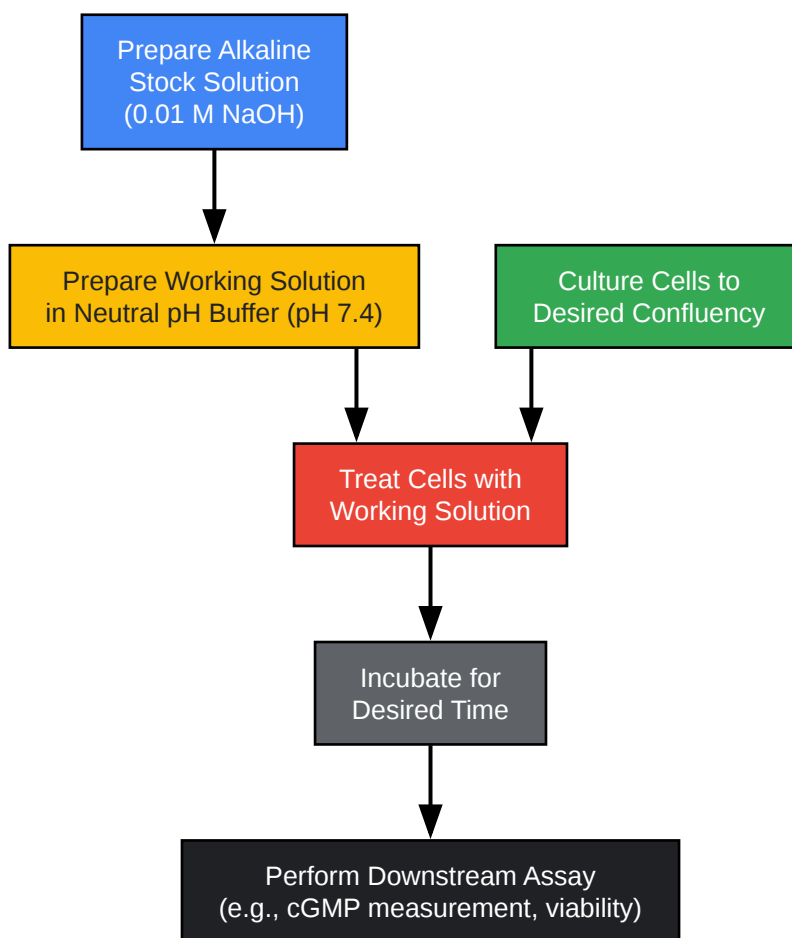 Prepare Alkaline
Stock Solution
(0.01 M NaOH)
Prepare Working Solution
in Neutral pH Buffer (pH 7.4)
Culture Cells to
Desired Confluency
Treat Cells with
Working Solution
Incubate for
Desired Time
Perform Downstream Assay
(e.g., cGMP measurement, viability)